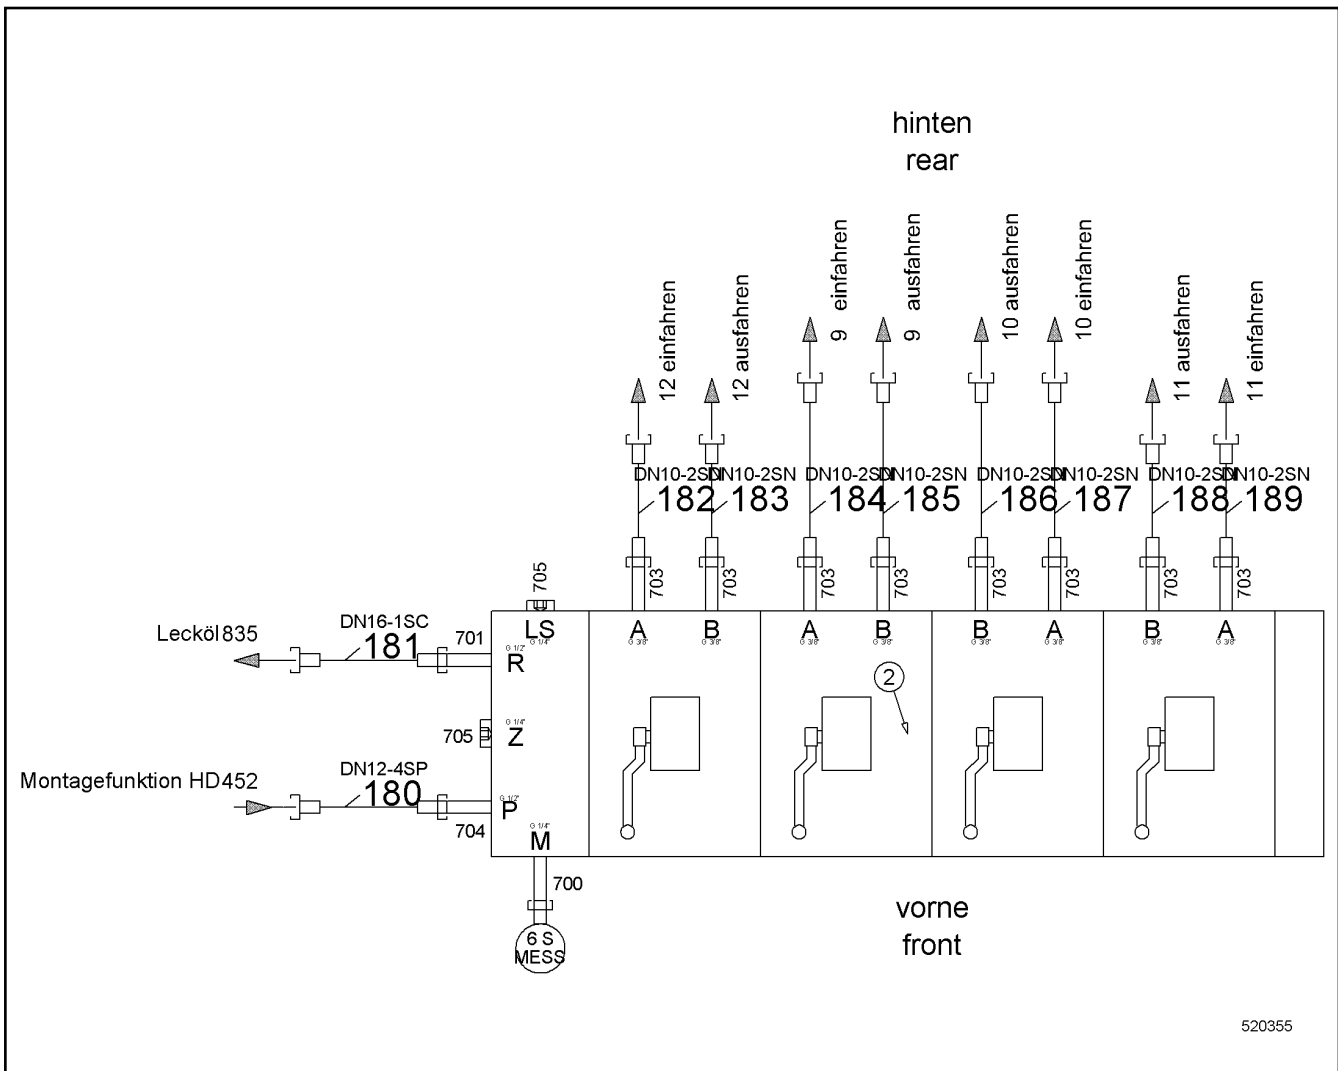 hinten
rear
12 einfahren
12 ausfahren
9 einfahren
9 ausfahren
10 ausfahren
10 einfahren
11 ausfahren
11 einfahren
DN10-2SN
182
DN10-2SN
183
DN10-2SN
184
DN10-2SN
185
DN10-2SN
186
DN10-2SN
187
DN10-2SN
188
DN10-2SN
189
705
703
703
703
703
703
703
703
703
Lecköl 835
DN16-1SC
181
701
G 1/2"
R
LS
G 1/4"
A
G 3/8"
B
G 3/8"
A
G 3/8"
B
G 3/8"
B
G 3/8"
A
G 3/8"
B
G 3/8"
A
G 3/8"
2
705
G 1/4"
Z
Montagefunktion HD452
DN12-4SP
180
704
G 1/2"
P
G 1/4"
M
700
6 S
MESS
vorne
front
520355